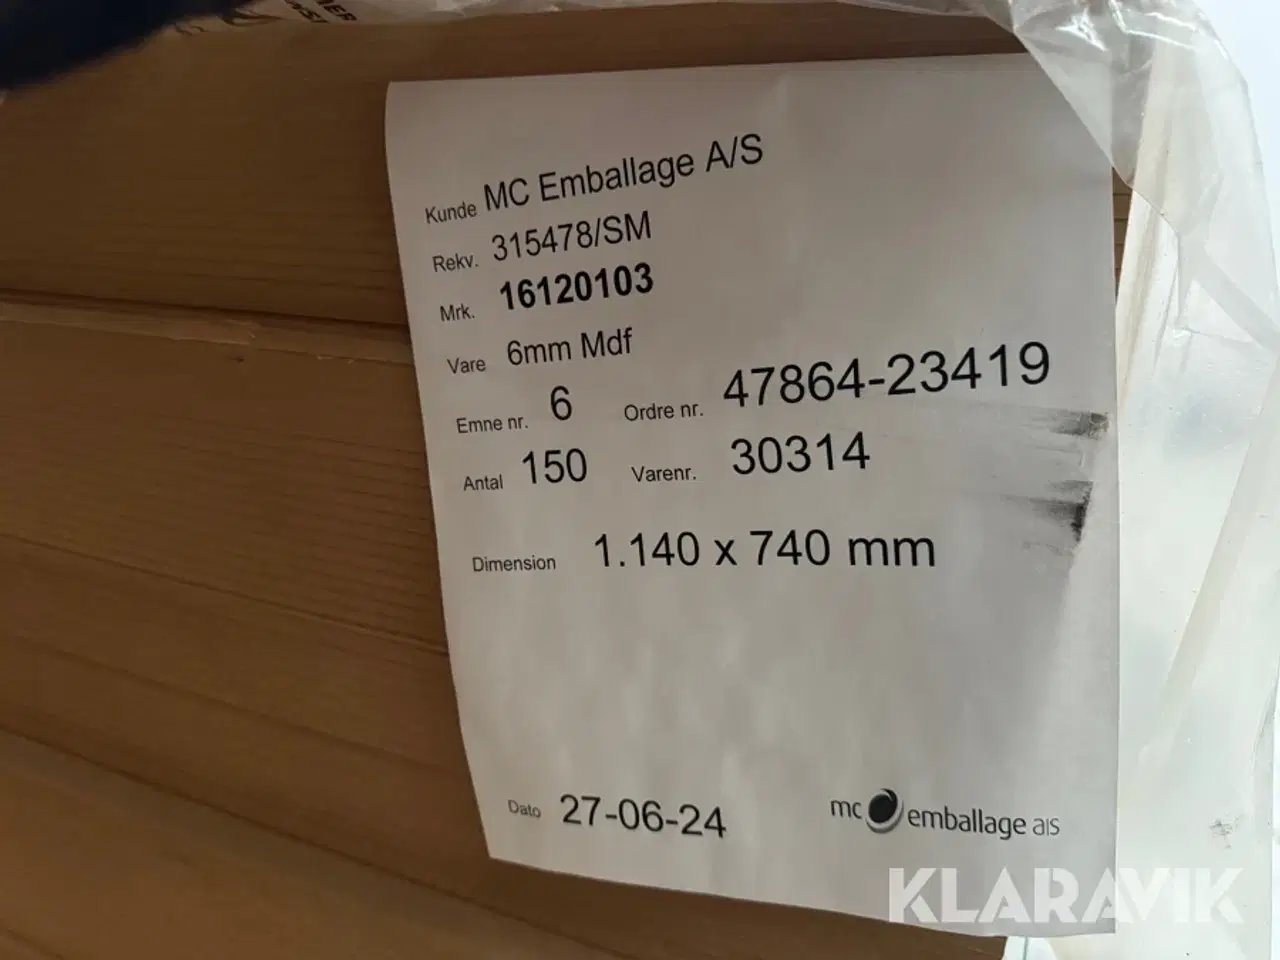 Kunde MC Emballage A/S
Rekv. 315478/SM
Mrk. 16120103
Vare 6mm Mdf
Emne nr. 6 Ordre nr. 47864-23419
Antal 150 Varenr. 30314
Dimension 1.140 x 740 mm
Dato 27-06-24
mc emballage a|s
KLARAVIK